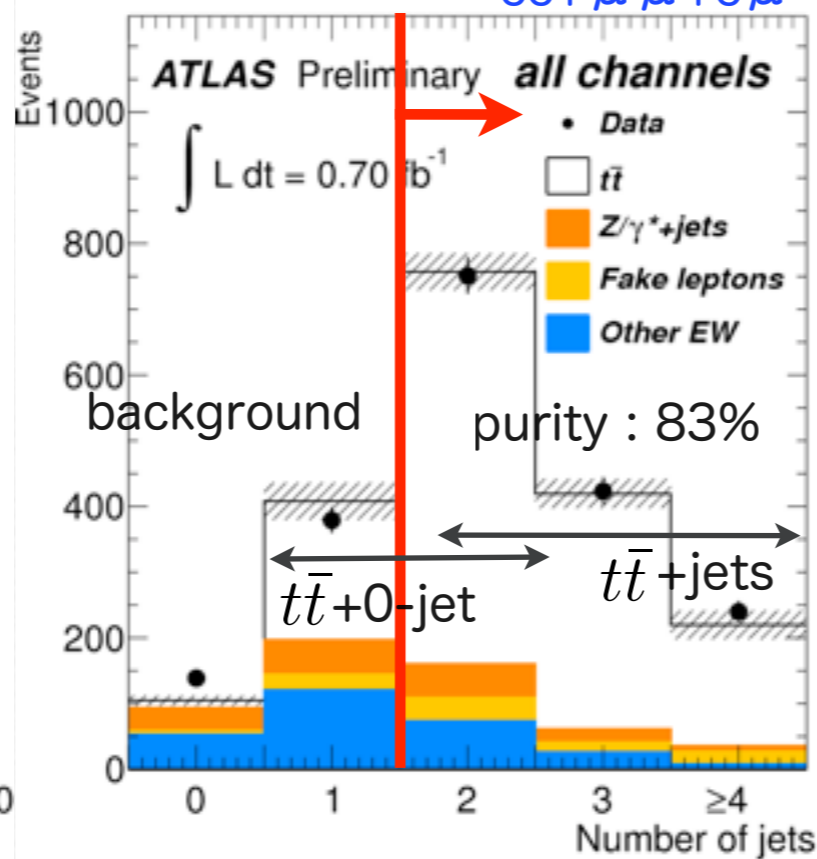 ATLAS Preliminary all channels
Events
1000
∫ L dt = 0.70 fb⁻¹
Data
tt̄
Z/γ*+jets
800
Fake leptons
Other EW
600
background
purity : 83%
400
tt̄+0-jet
tt̄+jets
200
0
0
0 1 2 3 ≥4
Number of jets